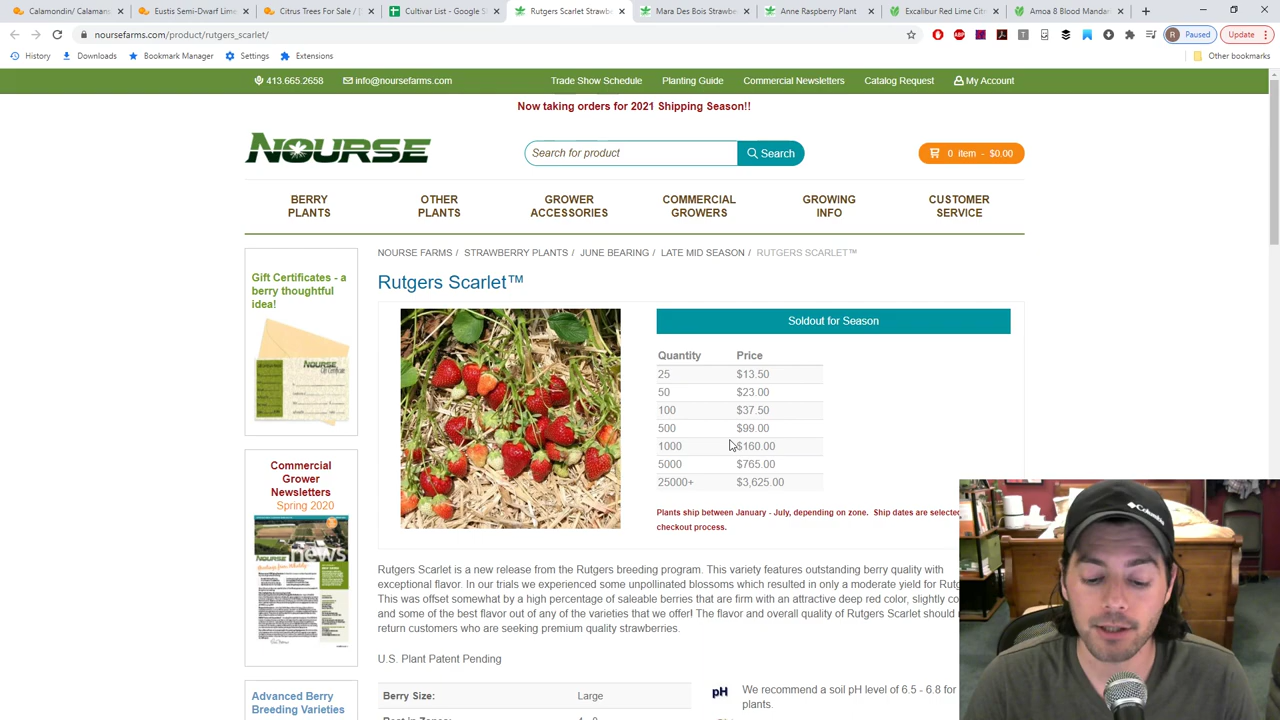 Calamondin/ Calaman
Eustis Semi-Dwarf Lime
Citrus Trees For Sale / T
Cultivar List - Google S
Rutgers Scarlet Strawbe
Mara Des Bois Strawbe
Anne Raspberry Plant
Excalibur Red Lime Citr
Amoa 8 Blood Mandari
noursefarms.com/product/rutgers_scarlet/
R Paused
Update
History
Downloads
Bookmark Manager
Settings
Extensions
Other bookmarks
413.665.2658
info@noursefarms.com
Trade Show Schedule
Planting Guide
Commercial Newsletters
Catalog Request
My Account
Now taking orders for 2021 Shipping Season!!
NOURSE
Search for product
Search
0 item - $0.00
BERRY
PLANTS
OTHER
PLANTS
GROWER
ACCESSORIES
COMMERCIAL
GROWERS
GROWING
INFO
CUSTOMER
SERVICE
NOURSE FARMS / STRAWBERRY PLANTS / JUNE BEARING / LATE MID SEASON / RUTGERS SCARLET™
Gift Certificates - a
berry thoughtful
idea!
NOURSE
Rutgers Scarlet™
Soldout for Season
Quantity Price
25 $13.50
50 $23.00
100 $37.50
500 $99.00
1000 $160.00
5000 $765.00
25000+ $3,625.00
Plants ship between January - July, depending on zone. Ship dates are selected
checkout process.
Commercial
Grower
Newsletters
Spring 2020
news
Rutgers Scarlet is a new release from the Rutgers breeding program. This variety features outstanding berry quality with
exceptional flavor. In our trials we experienced some unpollinated blossoms which resulted in only a moderate yield for Rutg
This was offset somewhat by a high percentage of saleable berries that are firm with an attractive deep red color, slightly co
and some of the best flavor out of any of the varieties that we offer! The flavor and overall quality of Rutgers Scarlet should
return customers who are seeking premium quality strawberries.
U.S. Plant Patent Pending
Advanced Berry
Breeding Varieties
Berry Size: Large
pH
We recommend a soil pH level of 6.5 - 6.8 for
plants.
Columbia